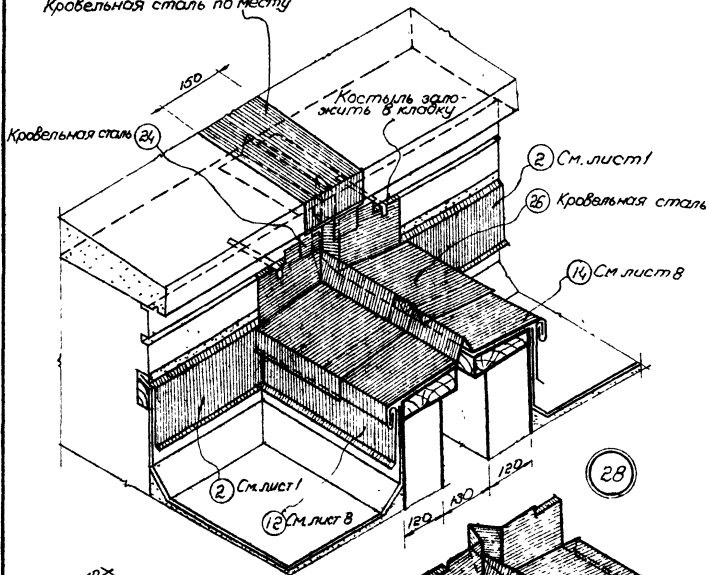 Кровельная сталь по месту
150
Костыль зало-
жить в кладку
Кровельная сталь 24
2 См. лист 1
26 Кровельная сталь
14 См лист 8
2 См. лист 1
12 См лист 8
120
130
120
28